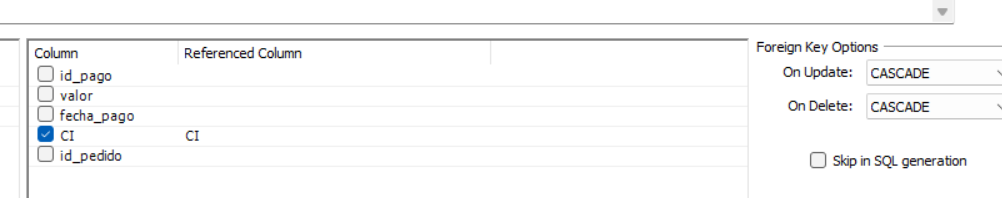 Column Referenced Column
id_pago
valor
fecha_pago
CI CI
id_pedido
Foreign Key Options
On Update: CASCADE
On Delete: CASCADE
Skip in SQL generation